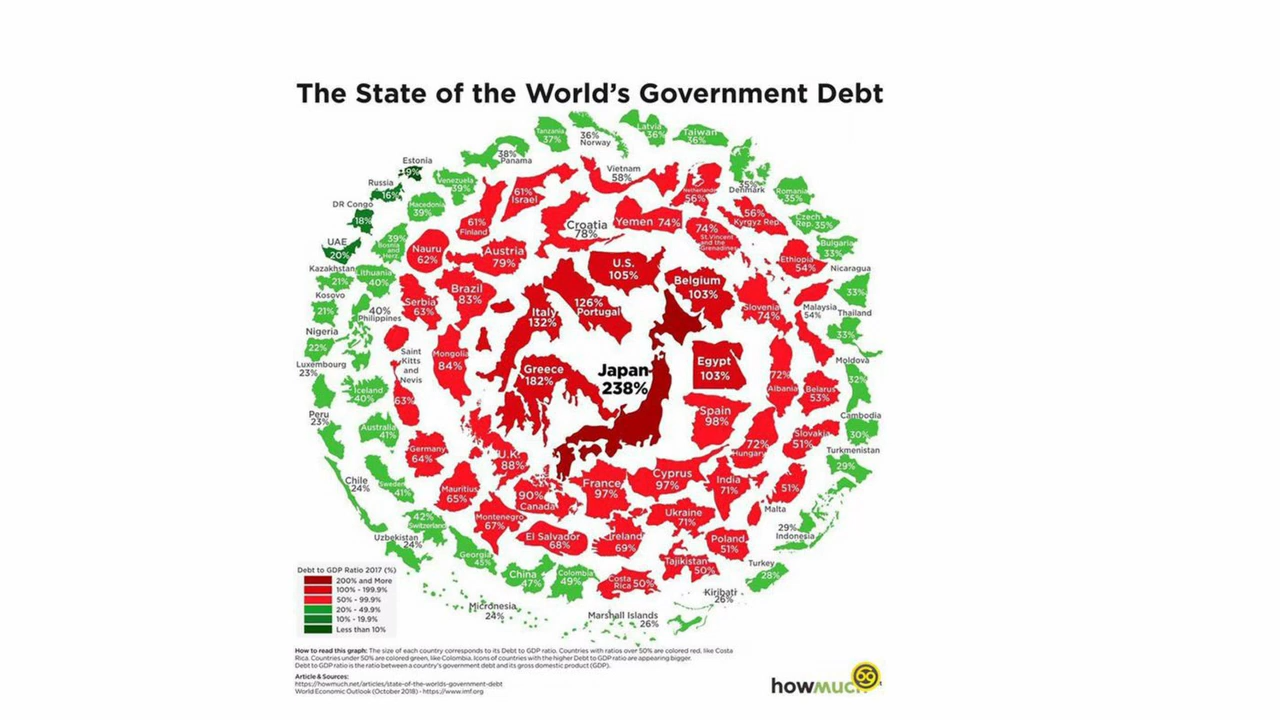 The State of the World's Government Debt
Tanzania
37%
36%
Norway
Latvia
36%
Taiwan
36%
38%
Panama
Vietnam
58%
Netherlands
56%
35%
Denmark
Romania
35%
Estonia
9%
Russia
16%
DR Congo
18%
UAE
20%
Venezuela
39%
Macedonia
39%
39%
Bosnia
and
Herz.
61%
Israel
61%
Finland
Croatia
78%
Yemen 74%
74%
St. Vincent
and the
Grenadines
56%
Kyrgyz Rep.
Czech
Rep. 35%
Bulgaria
33%
Ethiopia
54%
Nicaragua
33%
Nauru
62%
Austria
79%
U.S.
105%
Belgium
103%
Kazakhstan
21%
Lithuania
40%
Kosovo
21%
40%
Philippines
Serbia
63%
Brazil
83%
Italy
132%
126%
Portugal
Slovenia
74%
Malaysia
54%
Thailand
33%
Nigeria
22%
Luxembourg
23%
Saint
Kitts
and
Nevis
63%
Mongolia
84%
Greece
182%
Japan
238%
Egypt
103%
72%
Albania
Belarus
53%
Moldova
32%
Iceland
40%
Peru
23%
Australia
41%
Spain
98%
72%
Hungary
Slovakia
51%
Cambodia
30%
Turkmenistan
29%
Germany
64%
U.K.
88%
Chile
24%
Sweden
41%
Mauritius
65%
90%
Canada
France
97%
Cyprus
97%
India
71%
51%
Malta
42%
Switzerland
Montenegro
67%
Ukraine
71%
29%
Indonesia
Uzbekistan
24%
El Salvador
68%
Ireland
69%
Poland
51%
Georgia
45%
China
47%
Colombia
49%
Costa
Rica 50%
Tajikistan
50%
Turkey
28%
Kiribati
26%
Micronesia
24%
Marshall Islands
26%
Debt to GDP Ratio 2017 (%)
200% and More
100% - 199.9%
50% - 99.9%
20% - 49.9%
10% - 19.9%
Less than 10%
How to read this graph: The size of each country corresponds to its Debt to GDP ratio. Countries with ratios over 50% are colored red, like Costa
Rica. Countries under 50% are colored green, like Colombia. Icons of countries with the higher Debt to GDP ratio are appearing bigger.
Debt to GDP ratio is the ratio between a country's government debt and its gross domestic product (GDP).
Article & Sources:
https://howmuch.net/articles/state-of-the-worlds-government-debt
World Economic Outlook (October 2018) - https://www.imf.org
howmuc